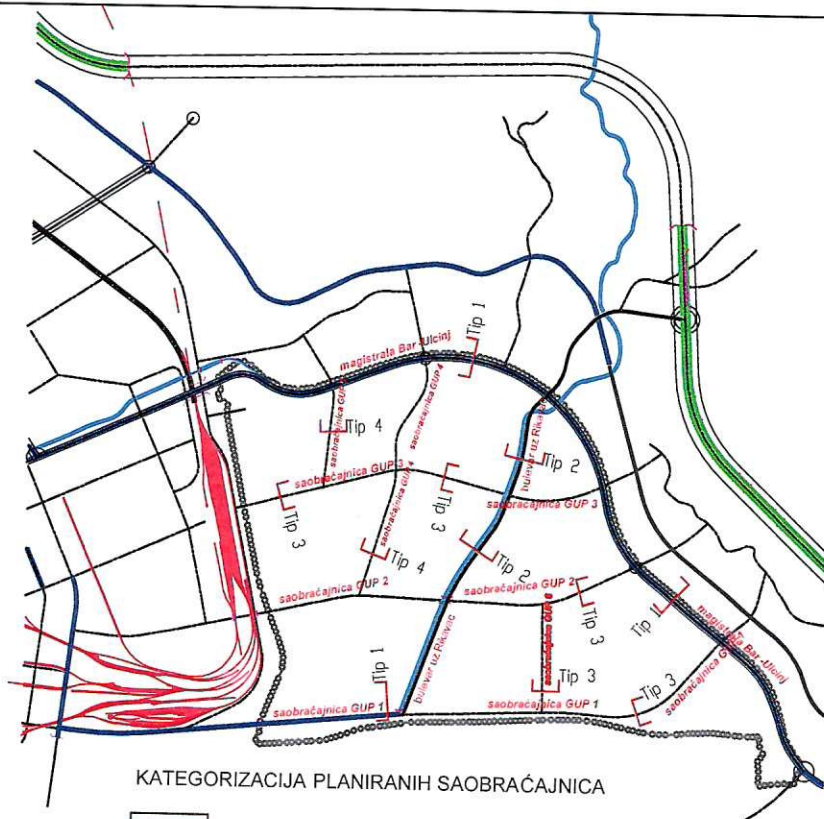 Tip 1
magistrala Bar -Ulcinj
saobraćajnica GUP 4
Tip 4
bulevar uz Rikavac
Tip 2
saobraćajnica GUP 3
saobraćajnica GUP 4
Tip 3
saobraćajnica GUP 3
Tip 3
Tip 4
Tip 2
saobraćajnica GUP 2
saobraćajnica GUP 2
Tip 3
Tip 1
magistrala Bar -Ulcinj
bulevar uz Rikavac
Tip 1
Tip 3
Tip 3
saobraćajnica GUP 1
saobraćajnica GUP 1
KATEGORIZACIJA PLANIRANIH SAOBRAĆAJNICA